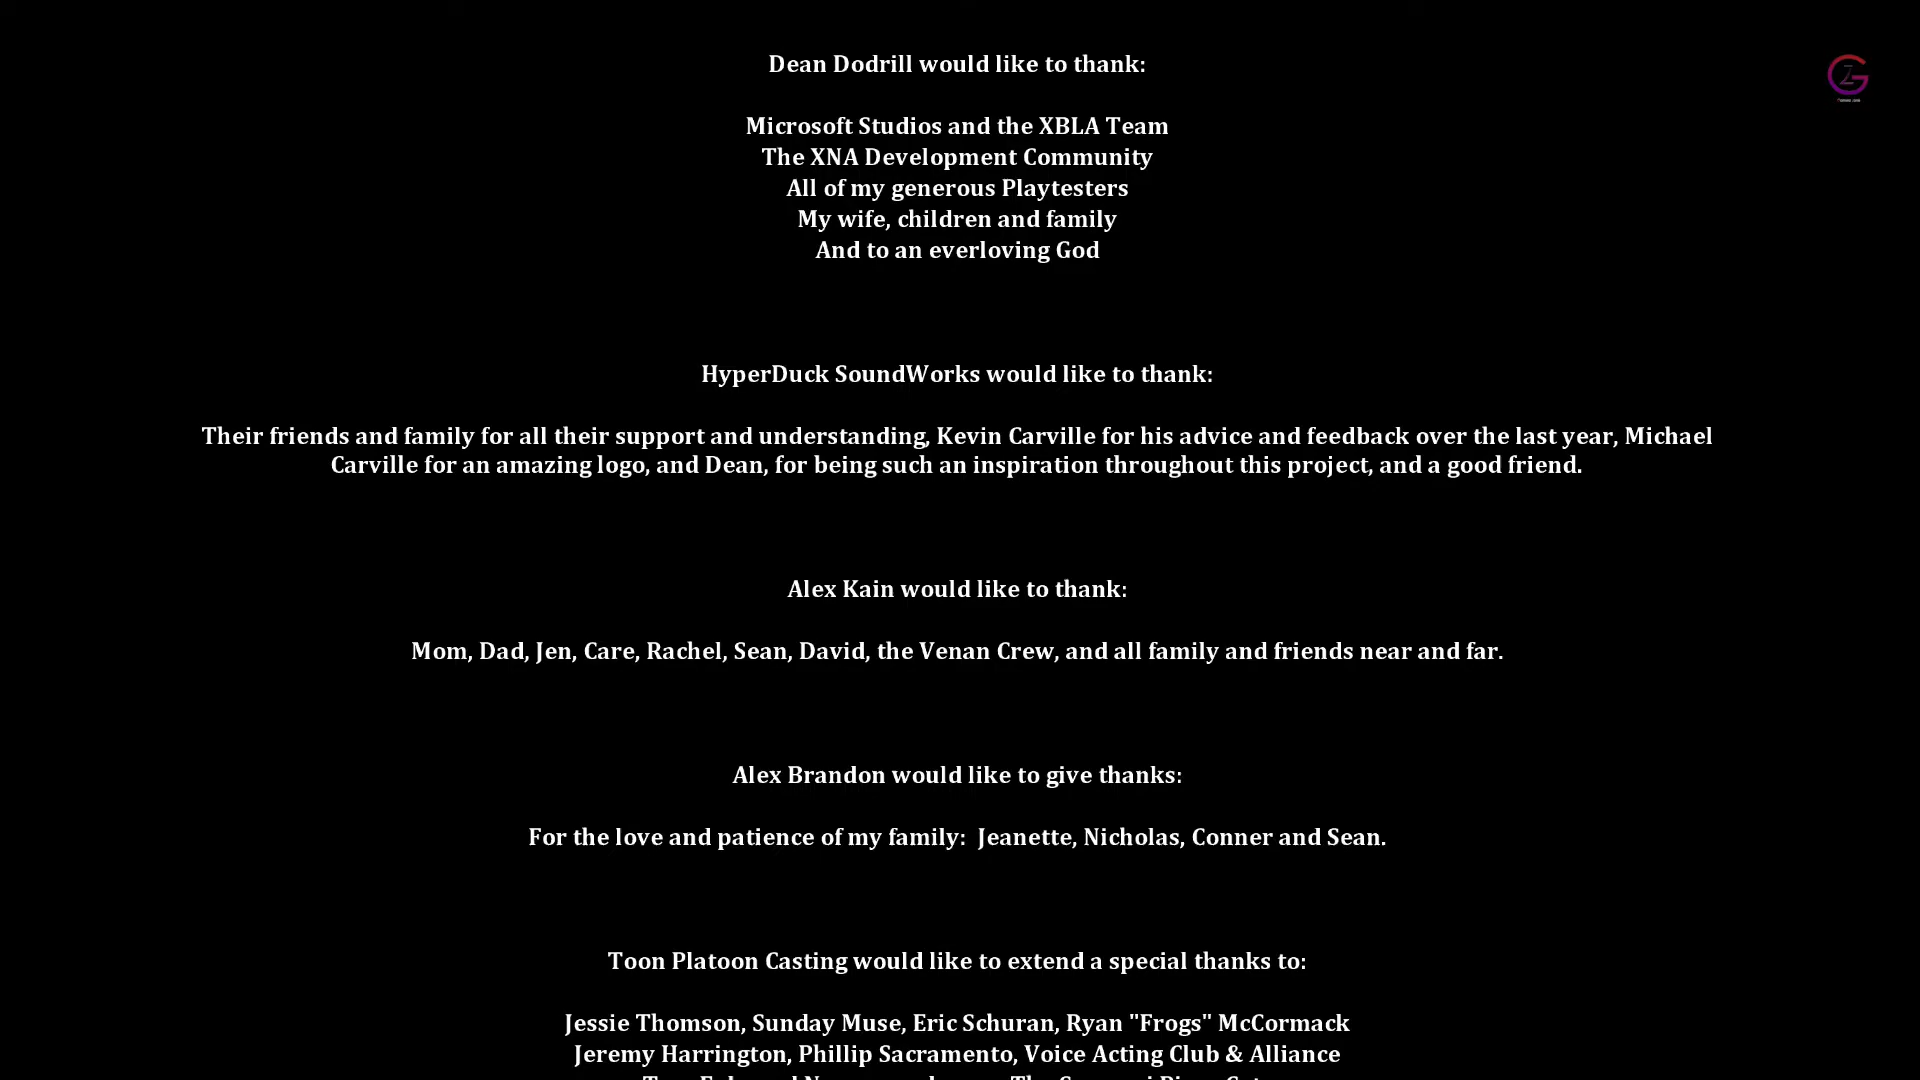 Dean Dodrill would like to thank:
Microsoft Studios and the XBLA Team
The XNA Development Community
All of my generous Playtesters
My wife, children and family
And to an everloving God
HyperDuck SoundWorks would like to thank:
Their friends and family for all their support and understanding, Kevin Carville for his advice and feedback over the last year, Michael
Carville for an amazing logo, and Dean, for being such an inspiration throughout this project, and a good friend.
Alex Kain would like to thank:
Mom, Dad, Jen, Care, Rachel, Sean, David, the Venan Crew, and all family and friends near and far.
Alex Brandon would like to give thanks:
For the love and patience of my family:  Jeanette, Nicholas, Conner and Sean.
Toon Platoon Casting would like to extend a special thanks to:
Jessie Thomson, Sunday Muse, Eric Schuran, Ryan "Frogs" McCormack
Jeremy Harrington, Phillip Sacramento, Voice Acting Club & Alliance